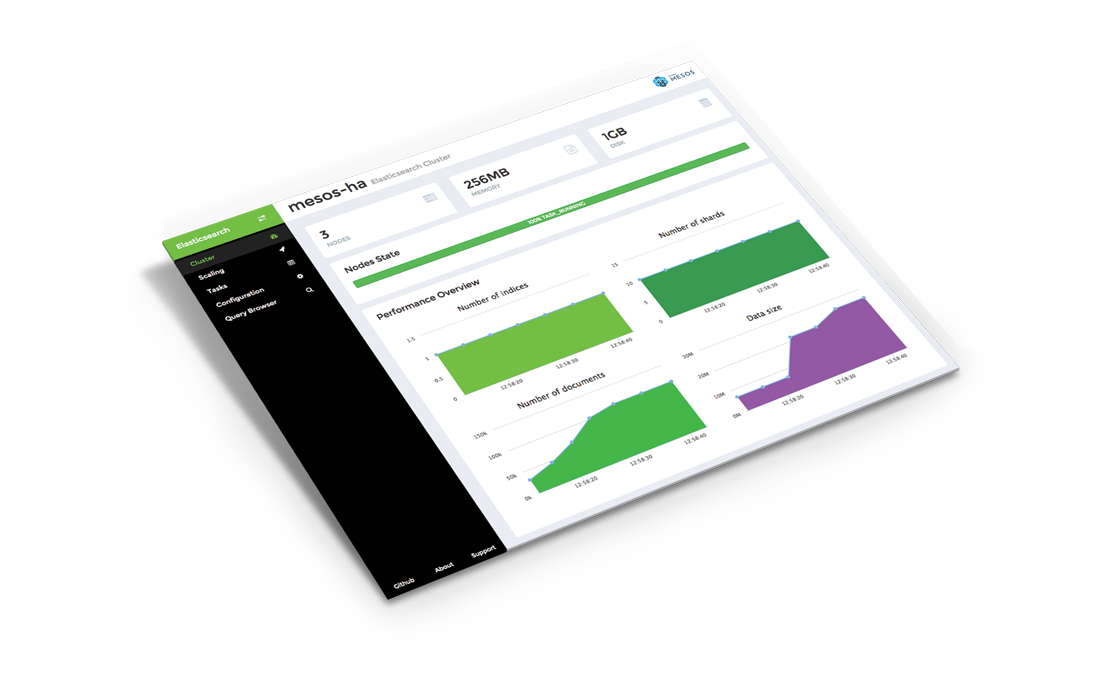 MESOS
mesos-ha Elasticsearch Cluster
Elasticsearch
Cluster
Scaling
Tasks
Configuration
Query Browser
Github
About
Support
3
NODES
256MB
MEMORY
1GB
DISK
Nodes State
100% TASK_RUNNING
Performance Overview
Number of indices
1.5
1
0.5
0
12:58:20
12:58:30
12:58:40
Number of shards
15
10
5
0
12:58:20
12:58:30
12:58:40
Number of documents
150k
100k
50k
0k
12:58:20
12:58:30
12:58:40
Data size
30M
20M
10M
0M
12:58:20
12:58:30
12:58:40